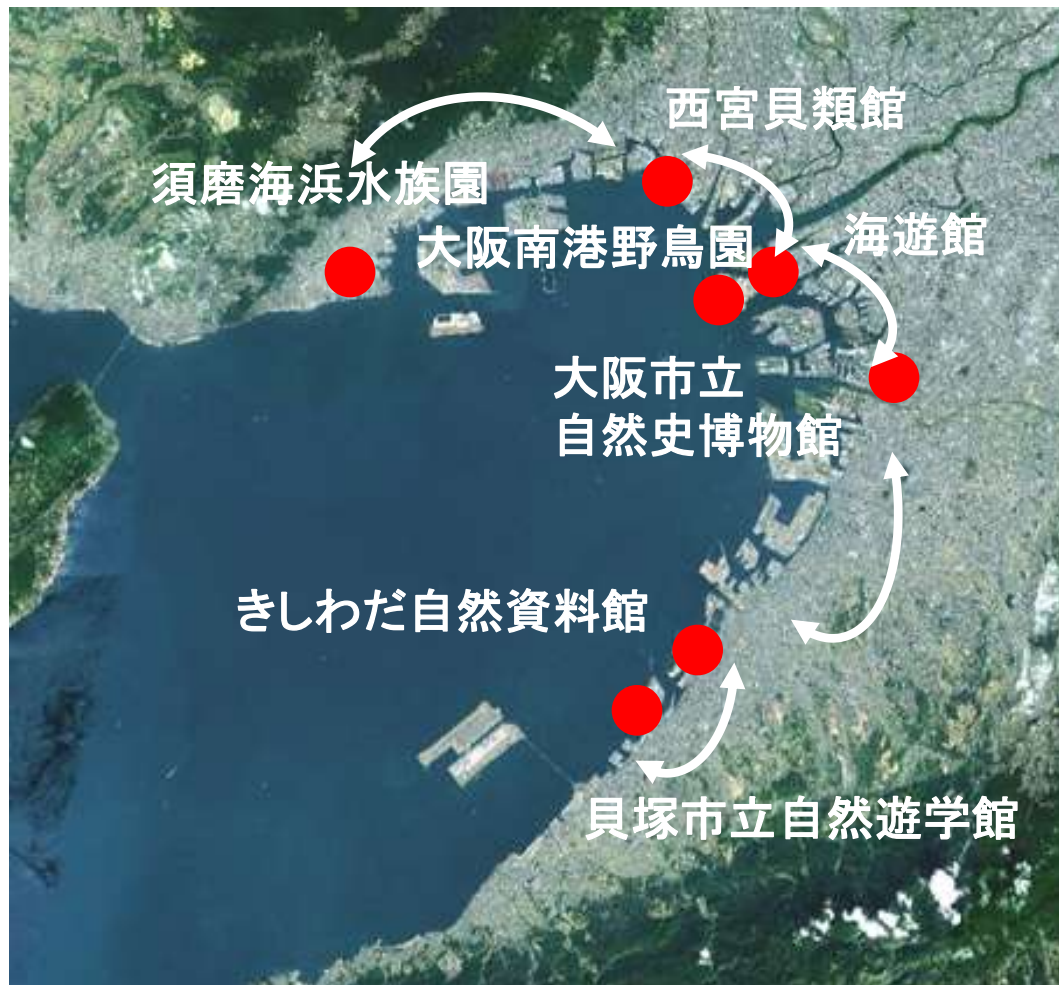 西宮貝類館
須磨海浜水族園
海遊館
大阪南港野鳥園
大阪市立
自然史博物館
きしわだ自然資料館
貝塚市立自然遊学館